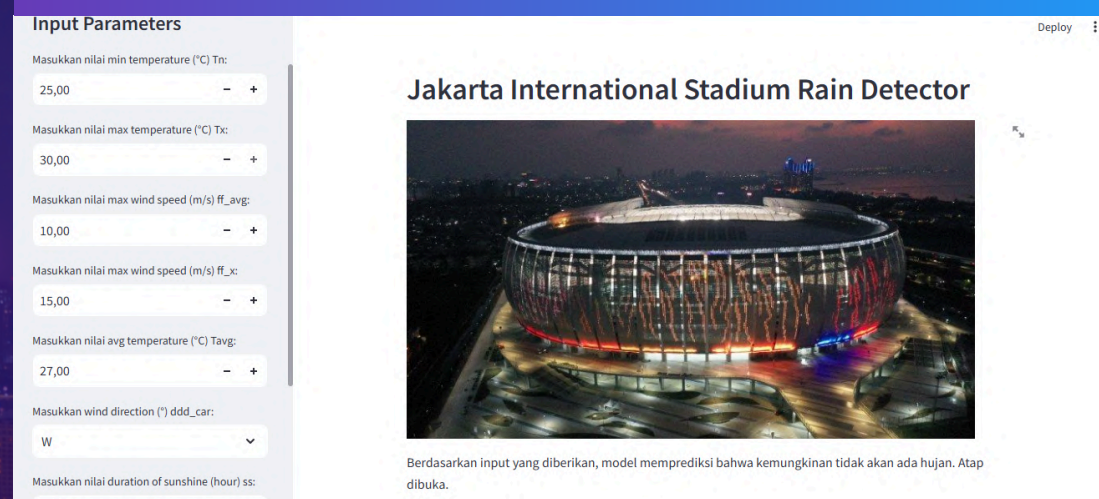 Input Parameters
Masukkan nilai min temperature (°C) Tn:
25,00
Masukkan nilai max temperature (°C) Tx:
30,00
Masukkan nilai max wind speed (m/s) ff_avg:
10,00
Masukkan nilai max wind speed (m/s) ff_x:
15,00
Masukkan nilai avg temperature (°C) Tavg:
27,00
Masukkan wind direction (°) ddd_car:
W
Masukkan nilai duration of sunshine (hour) ss:
Deploy
Jakarta International Stadium Rain Detector
Berdasarkan input yang diberikan, model memprediksi bahwa kemungkinan tidak akan ada hujan. Atap
dibuka.